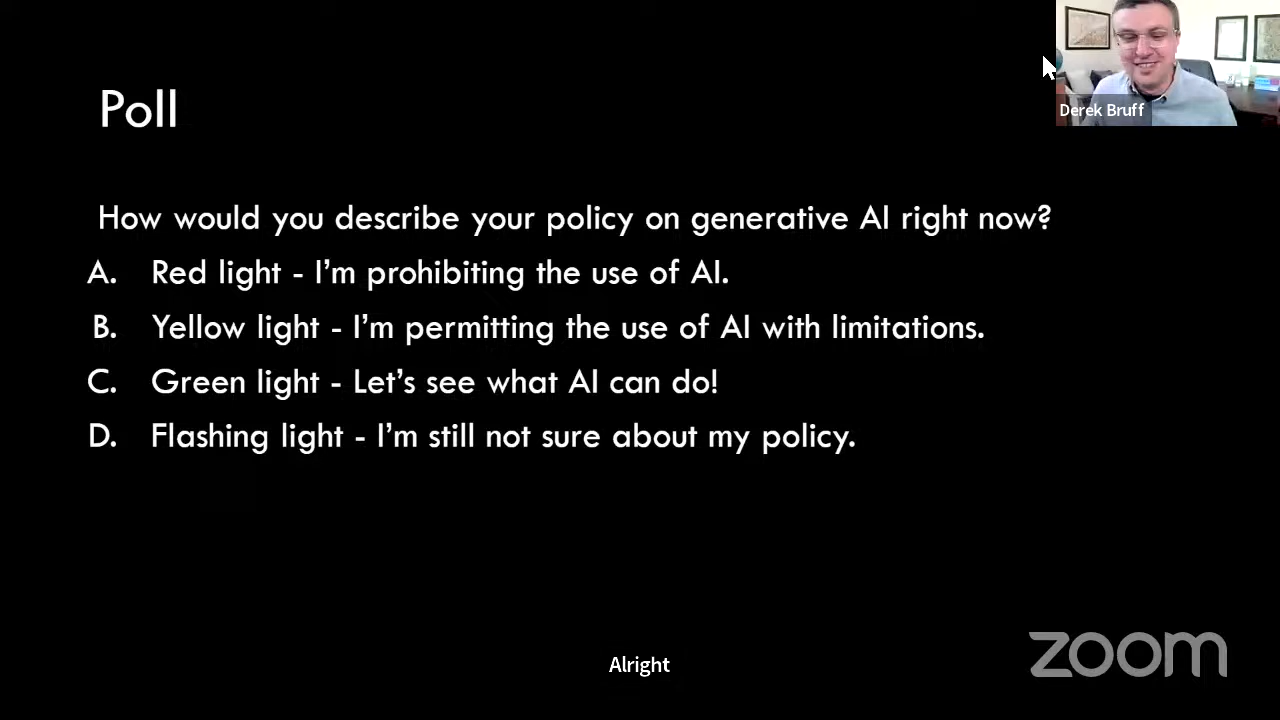 Poll
Derek Bruff
How would you describe your policy on generative AI right now?
A. Red light - I'm prohibiting the use of AI.
B. Yellow light - I'm permitting the use of AI with limitations.
C. Green light - Let's see what AI can do!
D. Flashing light - I'm still not sure about my policy.
Alright
zoom